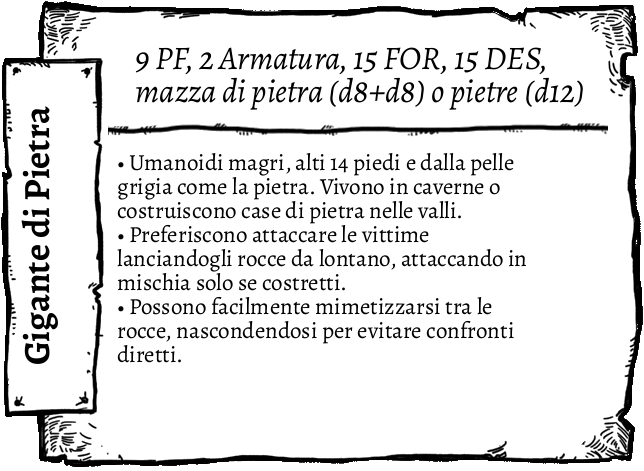 Gigante di Pietra
9 PF, 2 Armatura, 15 FOR, 15 DES,
mazza di pietra (d8+d8) o pietre (d12)
• Umanoidi magri, alti 14 piedi e dalla pelle
grigia come la pietra. Vivono in caverne o
costruiscono case di pietra nelle valli.
• Preferiscono attaccare le vittime
lanciandogli rocce da lontano, attaccando in
mischia solo se costretti.
• Possono facilmente mimetizzarsi tra le
rocce, nascondendosi per evitare confronti
diretti.